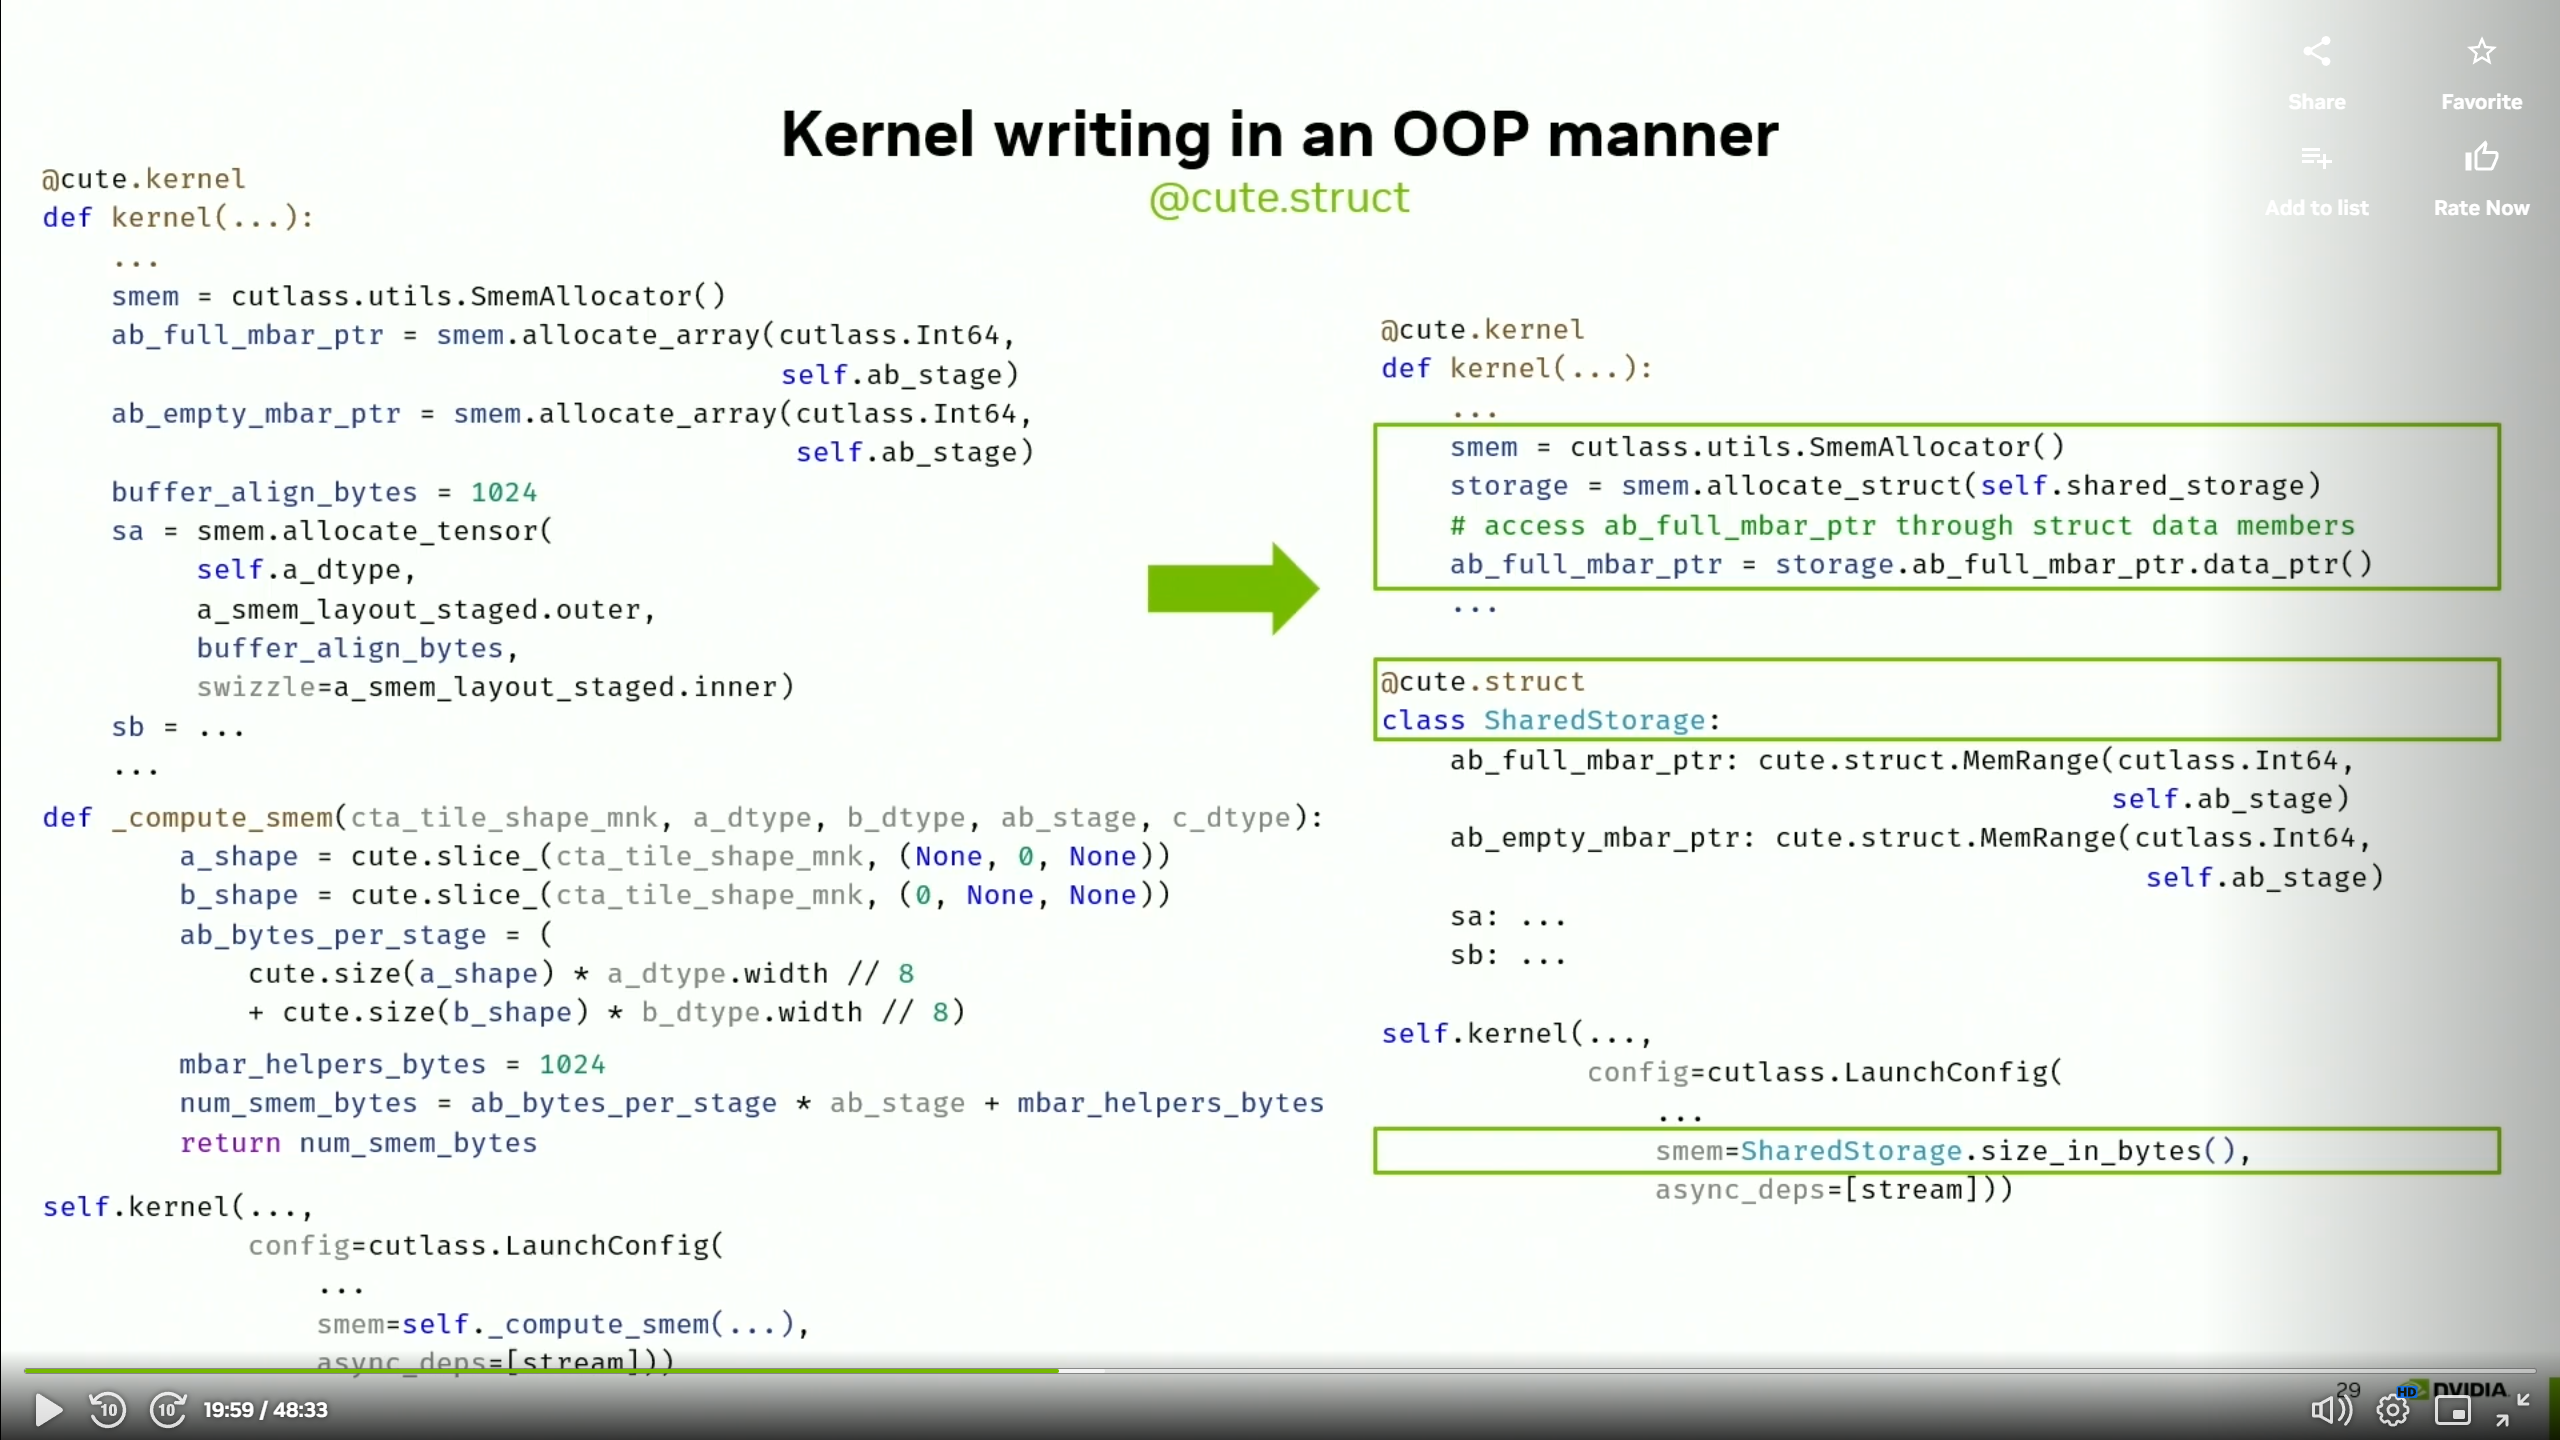 Kernel writing in an OOP manner
@cute.struct
Share
Favorite
Add to list
Rate Now
@cute.kernel
def kernel(...):
...
smem = cutlass.utils.SmemAllocator()
ab_full_mbar_ptr = smem.allocate_array(cutlass.Int64,
self.ab_stage)
ab_empty_mbar_ptr = smem.allocate_array(cutlass.Int64,
self.ab_stage)
buffer_align_bytes = 1024
sa = smem.allocate_tensor(
self.a_dtype,
a_smem_layout_staged.outer,
buffer_align_bytes,
swizzle=a_smem_layout_staged.inner)
sb = ...
...
def _compute_smem(cta_tile_shape_mnk, a_dtype, b_dtype, ab_stage, c_dtype):
a_shape = cute.slice_(cta_tile_shape_mnk, (None, 0, None))
b_shape = cute.slice_(cta_tile_shape_mnk, (0, None, None))
ab_bytes_per_stage = (
cute.size(a_shape) * a_dtype.width // 8
+ cute.size(b_shape) * b_dtype.width // 8)
mbar_helpers_bytes = 1024
num_smem_bytes = ab_bytes_per_stage * ab_stage + mbar_helpers_bytes
return num_smem_bytes
self.kernel(...,
config=cutlass.LaunchConfig(
...
smem=self._compute_smem(...),
async_deps=[stream]))
@cute.kernel
def kernel(...):
...
smem = cutlass.utils.SmemAllocator()
storage = smem.allocate_struct(self.shared_storage)
# access ab_full_mbar_ptr through struct data members
ab_full_mbar_ptr = storage.ab_full_mbar_ptr.data_ptr()
...
@cute.struct
class SharedStorage:
ab_full_mbar_ptr: cute.struct.MemRange(cutlass.Int64,
self.ab_stage)
ab_empty_mbar_ptr: cute.struct.MemRange(cutlass.Int64,
self.ab_stage)
sa: ...
sb: ...
self.kernel(...,
config=cutlass.LaunchConfig(
...
smem=SharedStorage.size_in_bytes(),
async_deps=[stream]))
10
10
19:59 / 48:33
29
HD
NVIDIA